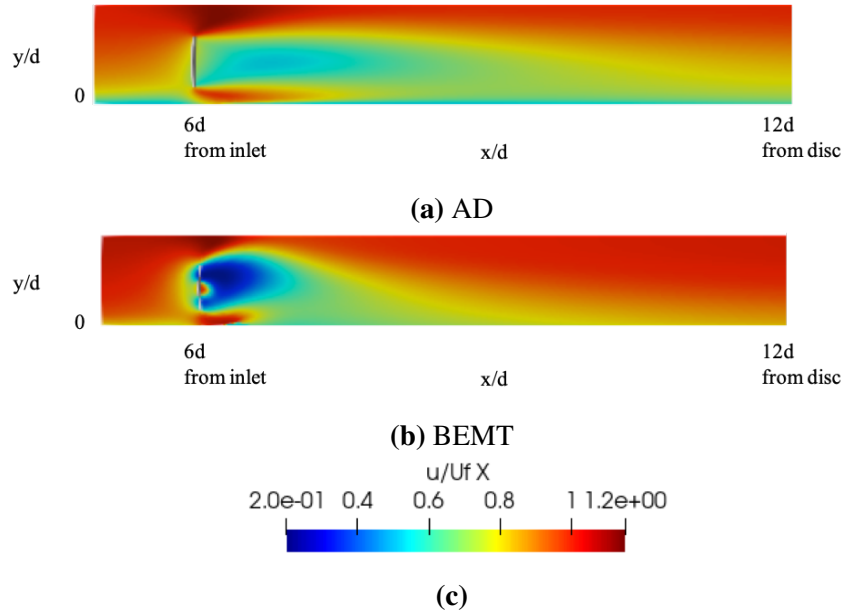 y/d
0
6d
from inlet
x/d
12d
from disc
(a) AD
y/d
0
6d
from inlet
x/d
12d
from disc
(b) BEMT
u/Uf X
2.0e-01 0.4 0.6 0.8 1 1.2e+00
(c)